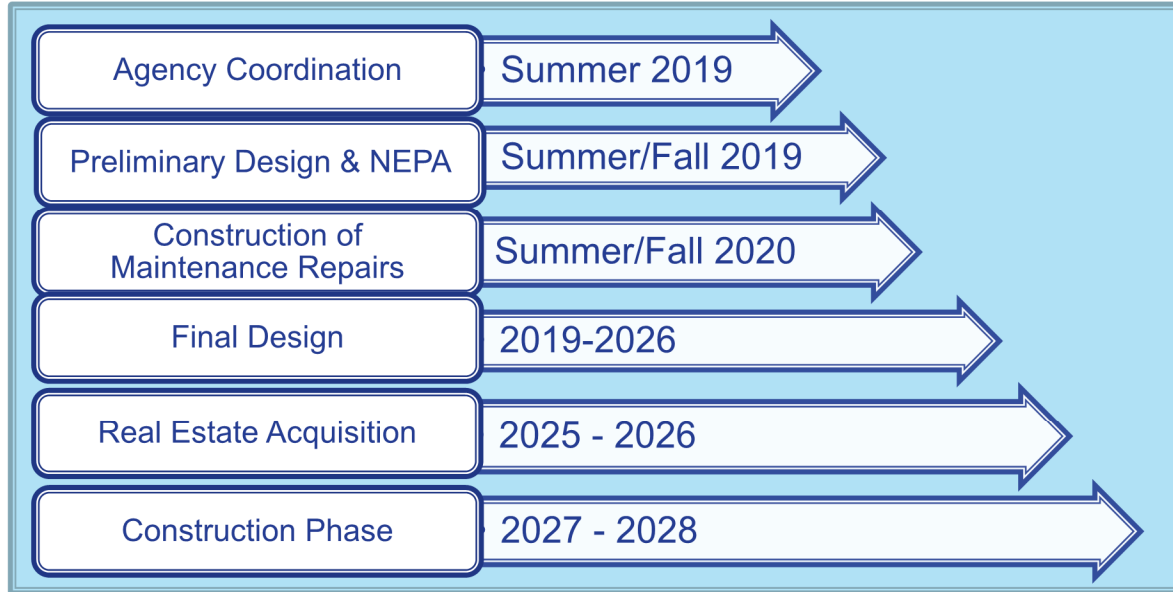 Agency Coordination
Summer 2019
Preliminary Design & NEPA
Summer/Fall 2019
Construction of
Maintenance Repairs
Summer/Fall 2020
Final Design
2019-2026
Real Estate Acquisition
2025 - 2026
Construction Phase
2027 - 2028